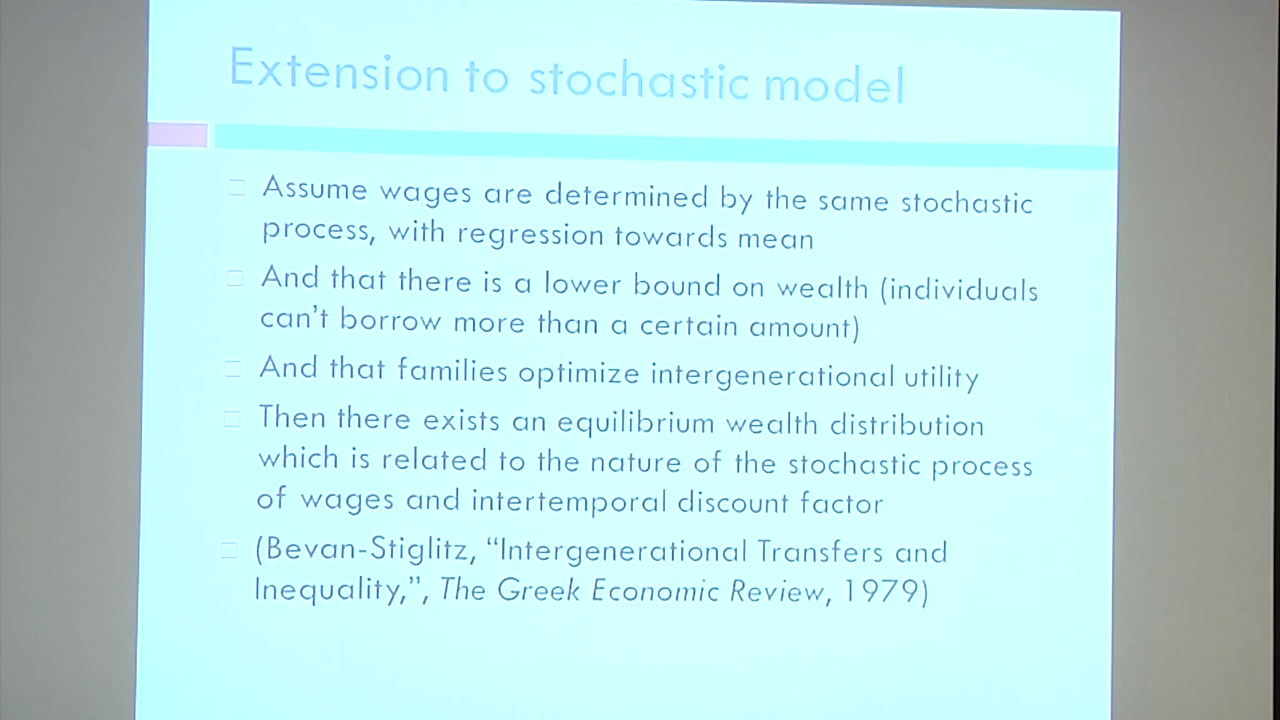 Extension to stochastic model
Assume wages are determined by the same stochastic
process, with regression towards mean
And that there is a lower bound on wealth (individuals
can't borrow more than a certain amount)
And that families optimize intergenerational utility
Then there exists an equilibrium wealth distribution
which is related to the nature of the stochastic process
of wages and intertemporal discount factor
(Bevan-Stiglitz, “Intergenerational Transfers and
Inequality,”, The Greek Economic Review, 1979)